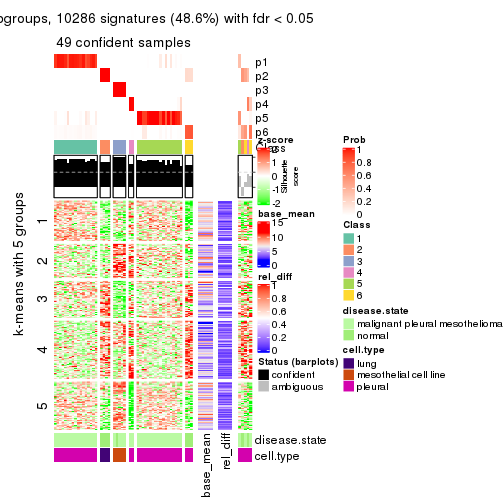 ogroups, 10286 signatures (48.6%) with fdr < 0.05
49 confident samples
p1
p2
p3
p4
p5
p6
Class
Silhouette
score
z-score
2
1
0
-1
-2
base_mean
15
10
5
0
rel_diff
1
0.8
0.6
0.4
0.2
0
Status (barplots)
confident
ambiguous
Prob
1
0.8
0.6
0.4
0.2
0
Class
1
2
3
4
5
6
disease.state
malignant pleural mesothelioma
normal
cell.type
lung
mesothelial cell line
pleural
k-means with 5 groups
1
2
3
4
5
disease.state
cell.type
base_mean
rel_diff